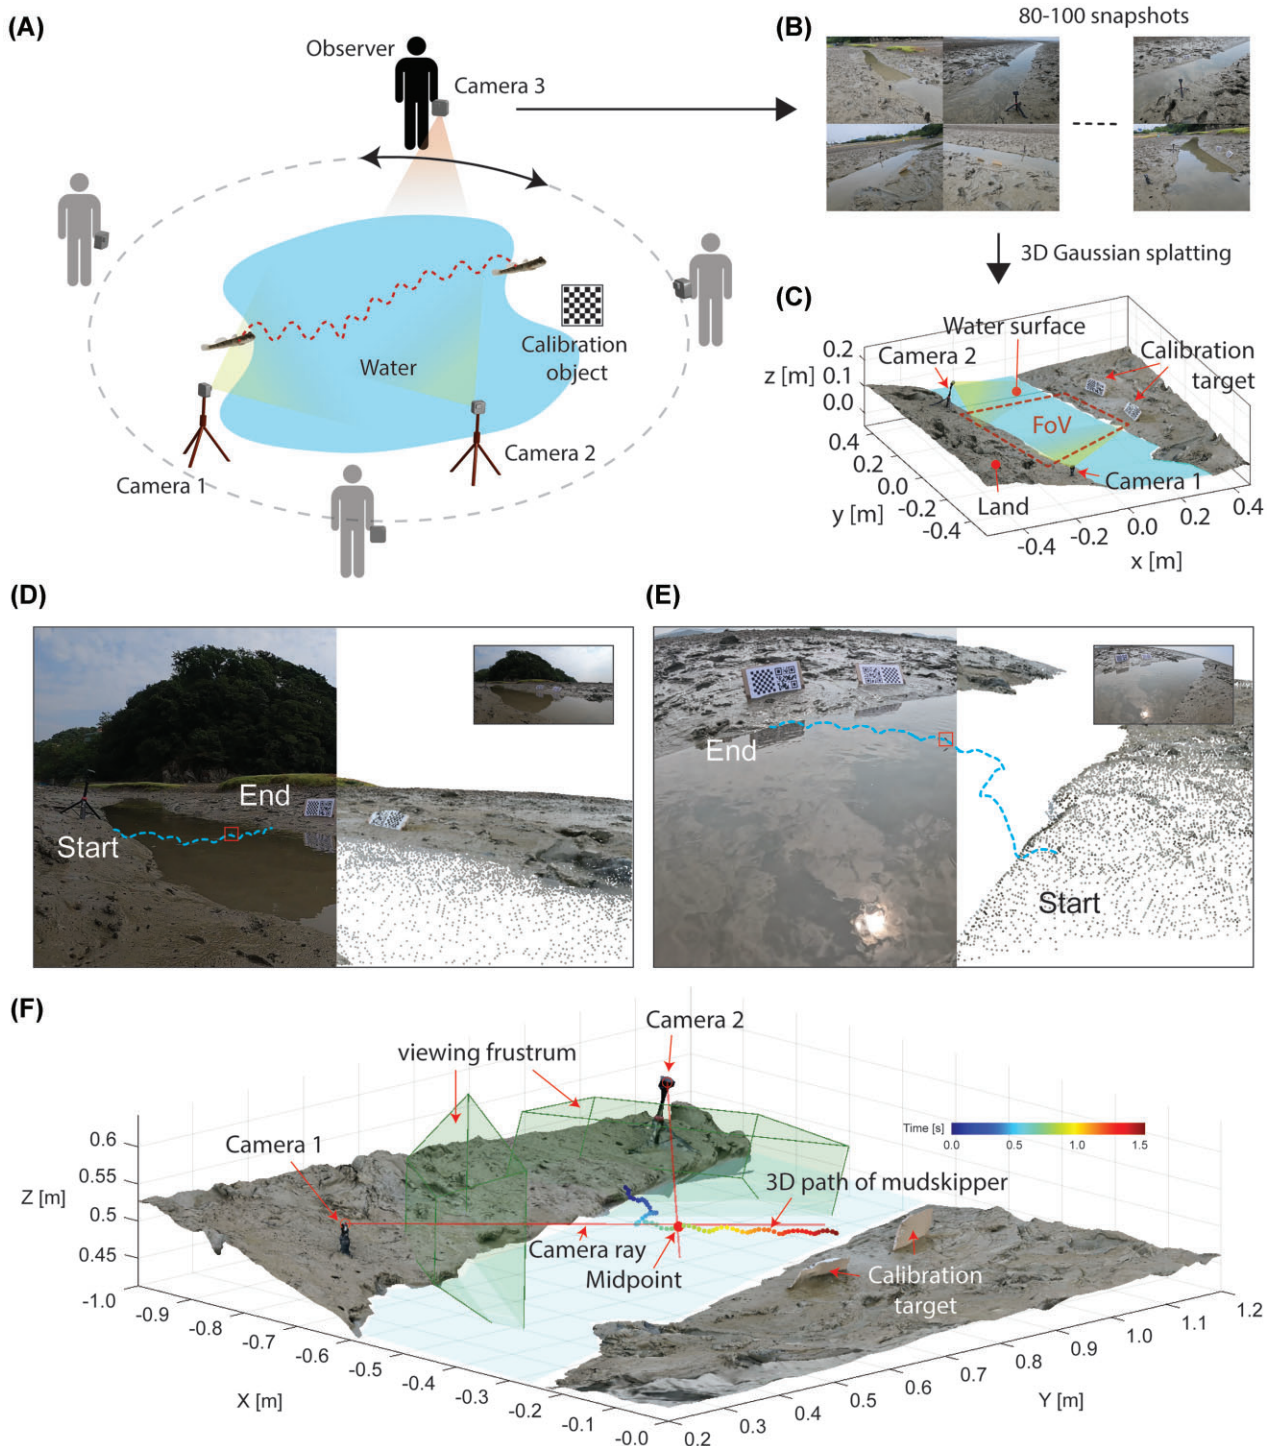 (A)
Observer
Camera 3
Water
Calibration
object
Camera 1
Camera 2
(B)
80-100 snapshots
3D Gaussian splatting
(C)
Water surface
Camera 2
Calibration
target
z [m]
0.2
0.1
0.0
FoV
0.4
0.2
0.0
-0.2
-0.4
y [m]
Land
Camera 1
-0.4
-0.2
0.0
0.2
0.4
x [m]
(D)
End
Start
(E)
End
Start
(F)
Camera 2
viewing frustrum
Camera 1
Time [s]
0.0
0.5
1.0
1.5
3D path of mudskipper
Z [m]
0.6
0.55
0.5
0.45
Camera ray
Midpoint
Calibration
target
-1.0
-0.9
-0.8
-0.7
-0.6
-0.5
-0.4
-0.3
-0.2
-0.1
-0.0
X [m]
0.2
0.3
0.4
0.5
0.6
0.7
0.8
0.9
1.0
1.1
1.2
Y [m]